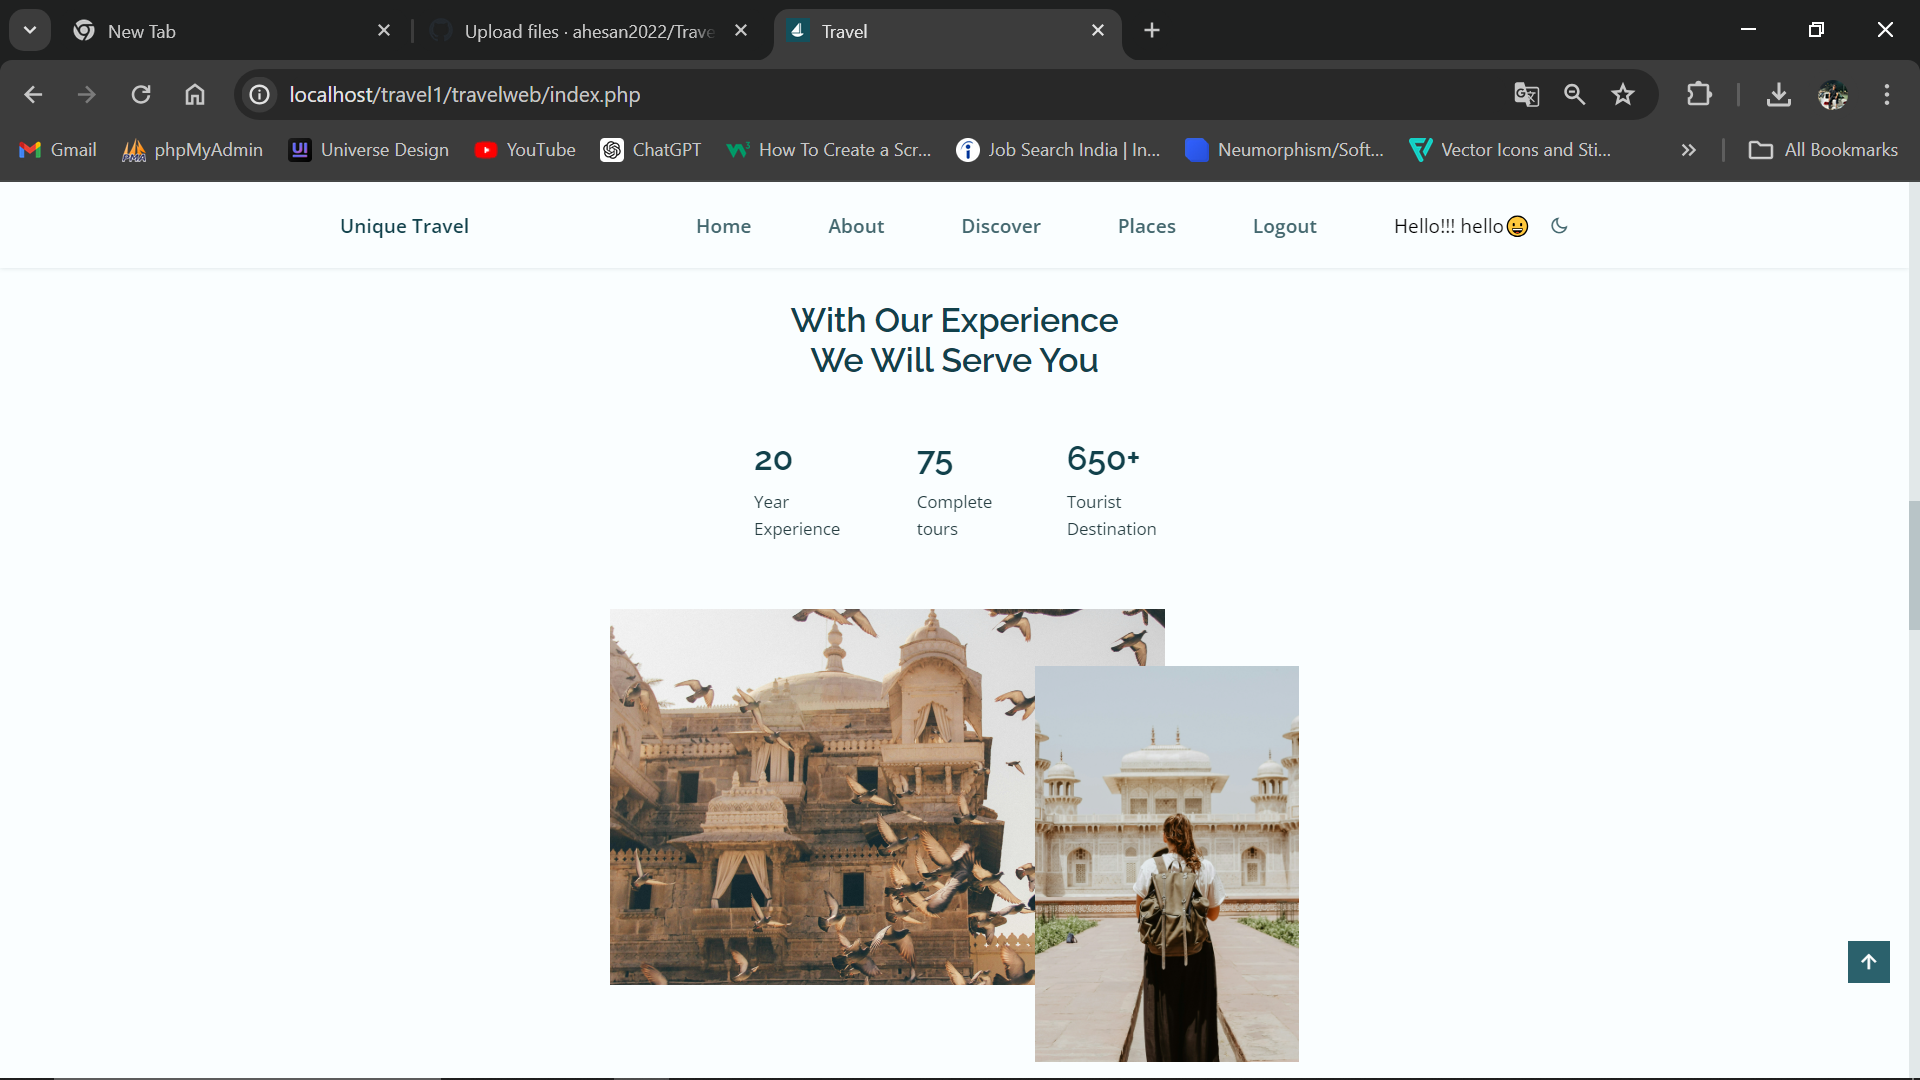 New Tab
Upload files · ahesan2022/Trave
Travel
localhost/travel1/travelweb/index.php
Gmail
phpMyAdmin
Universe Design
YouTube
ChatGPT
How To Create a Scr...
Job Search India | In...
Neumorphism/Soft...
Vector Icons and Sti...
All Bookmarks
Unique Travel
Home
About
Discover
Places
Logout
Hello!!! hello😀
With Our Experience
We Will Serve You
20
75
650+
Year
Experience
Complete
tours
Tourist
Destination